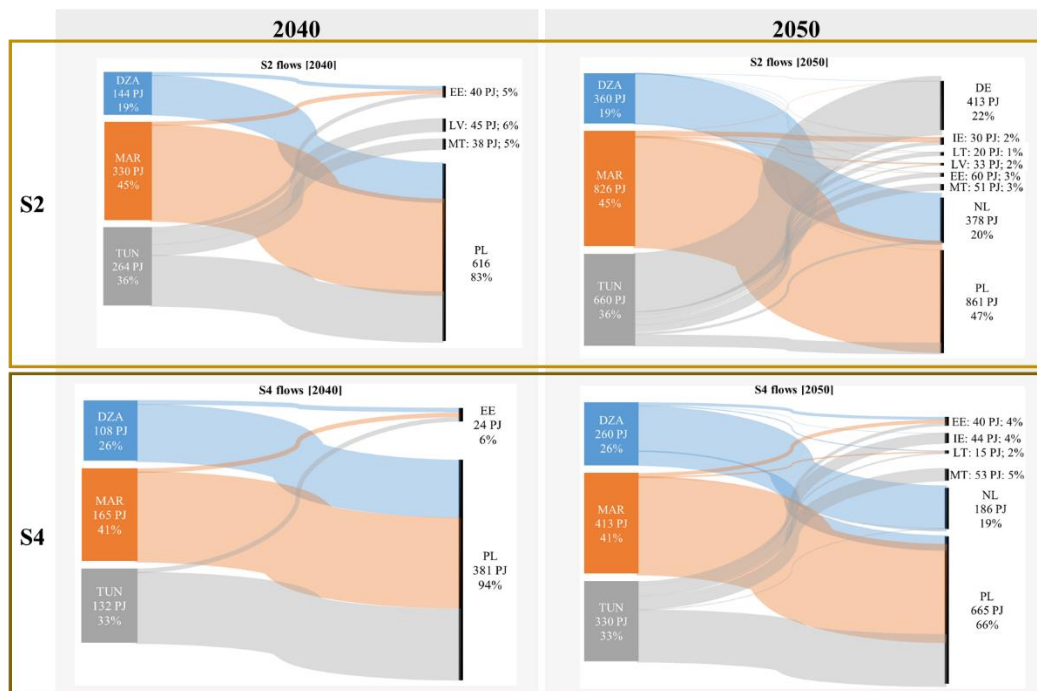 2040
2050
S2
S2 flows [2040]
DZA
144 PJ
19%
MAR
330 PJ
45%
TUN
264 PJ
36%
EE: 40 PJ; 5%
LV: 45 PJ; 6%
MT: 38 PJ; 5%
PL
616
83%
S2 flows [2050]
DZA
360 PJ
19%
MAR
826 PJ
45%
TUN
660 PJ
36%
DE
413 PJ
22%
IE: 30 PJ; 2%
LT: 20 PJ; 1%
LV: 33 PJ; 2%
EE: 60 PJ; 3%
MT: 51 PJ; 3%
NL
378 PJ
20%
PL
861 PJ
47%
S4
S4 flows [2040]
DZA
108 PJ
26%
MAR
165 PJ
41%
TUN
132 PJ
33%
EE
24 PJ
6%
PL
381 PJ
94%
S4 flows [2050]
DZA
260 PJ
26%
MAR
413 PJ
41%
TUN
330 PJ
33%
EE: 40 PJ; 4%
IE: 44 PJ; 4%
LT: 15 PJ; 2%
MT: 53 PJ; 5%
NL
186 PJ
19%
PL
665 PJ
66%